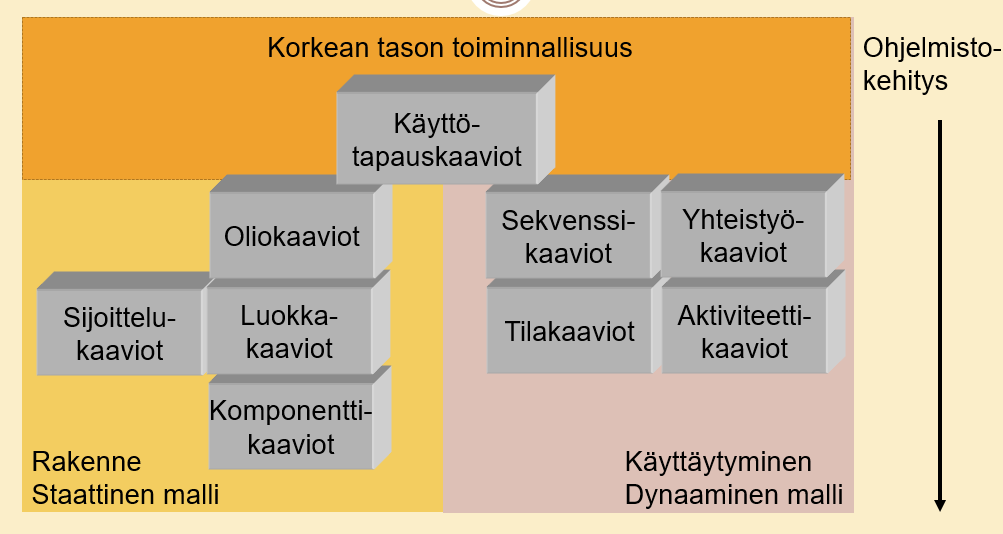 Korkean tason toiminnallisuus
Ohjelmisto-
kehitys
Käyttö-
tapauskaaviot
Oliokaaviot
Sekvenssi-
kaaviot
Yhteistyö-
kaaviot
Sijoittelu-
kaaviot
Luokka-
kaaviot
Tilakaaviot
Aktiviteetti-
kaaviot
Komponentti-
kaaviot
Rakenne
Staattinen malli
Käyttäytyminen
Dynaaminen malli